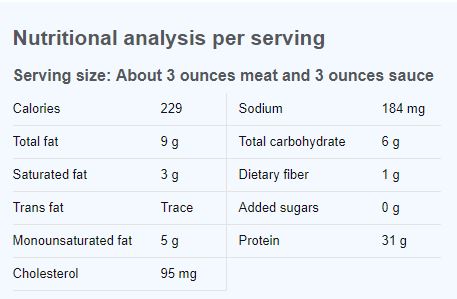 Nutritional analysis per serving
Serving size: About 3 ounces meat and 3 ounces sauce
Calories 229 Sodium 184 mg
Total fat 9 g Total carbohydrate 6 g
Saturated fat 3 g Dietary fiber 1 g
Trans fat Trace Added sugars 0 g
Monounsaturated fat 5 g Protein 31 g
Cholesterol 95 mg